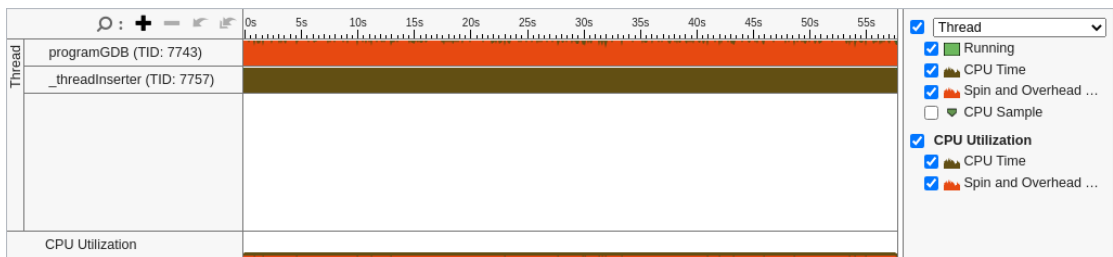 0s 5s 10s 15s 20s 25s 30s 35s 40s 45s 50s 55s
Thread
programGDB (TID: 7743)
_threadInserter (TID: 7757)
CPU Utilization
Thread
Running
CPU Time
Spin and Overhead ...
CPU Sample
CPU Utilization
CPU Time
Spin and Overhead ...